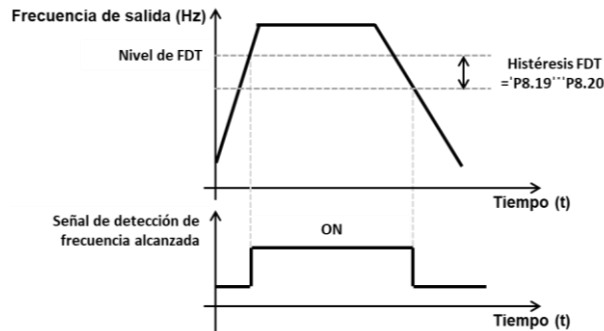 Frecuencia de salida (Hz)
Nivel de FDT
Histéresis FDT
='P8.19'''P8.20
Tiempo (t)
Señal de detección de
frecuencia alcanzada
ON
Tiempo (t)